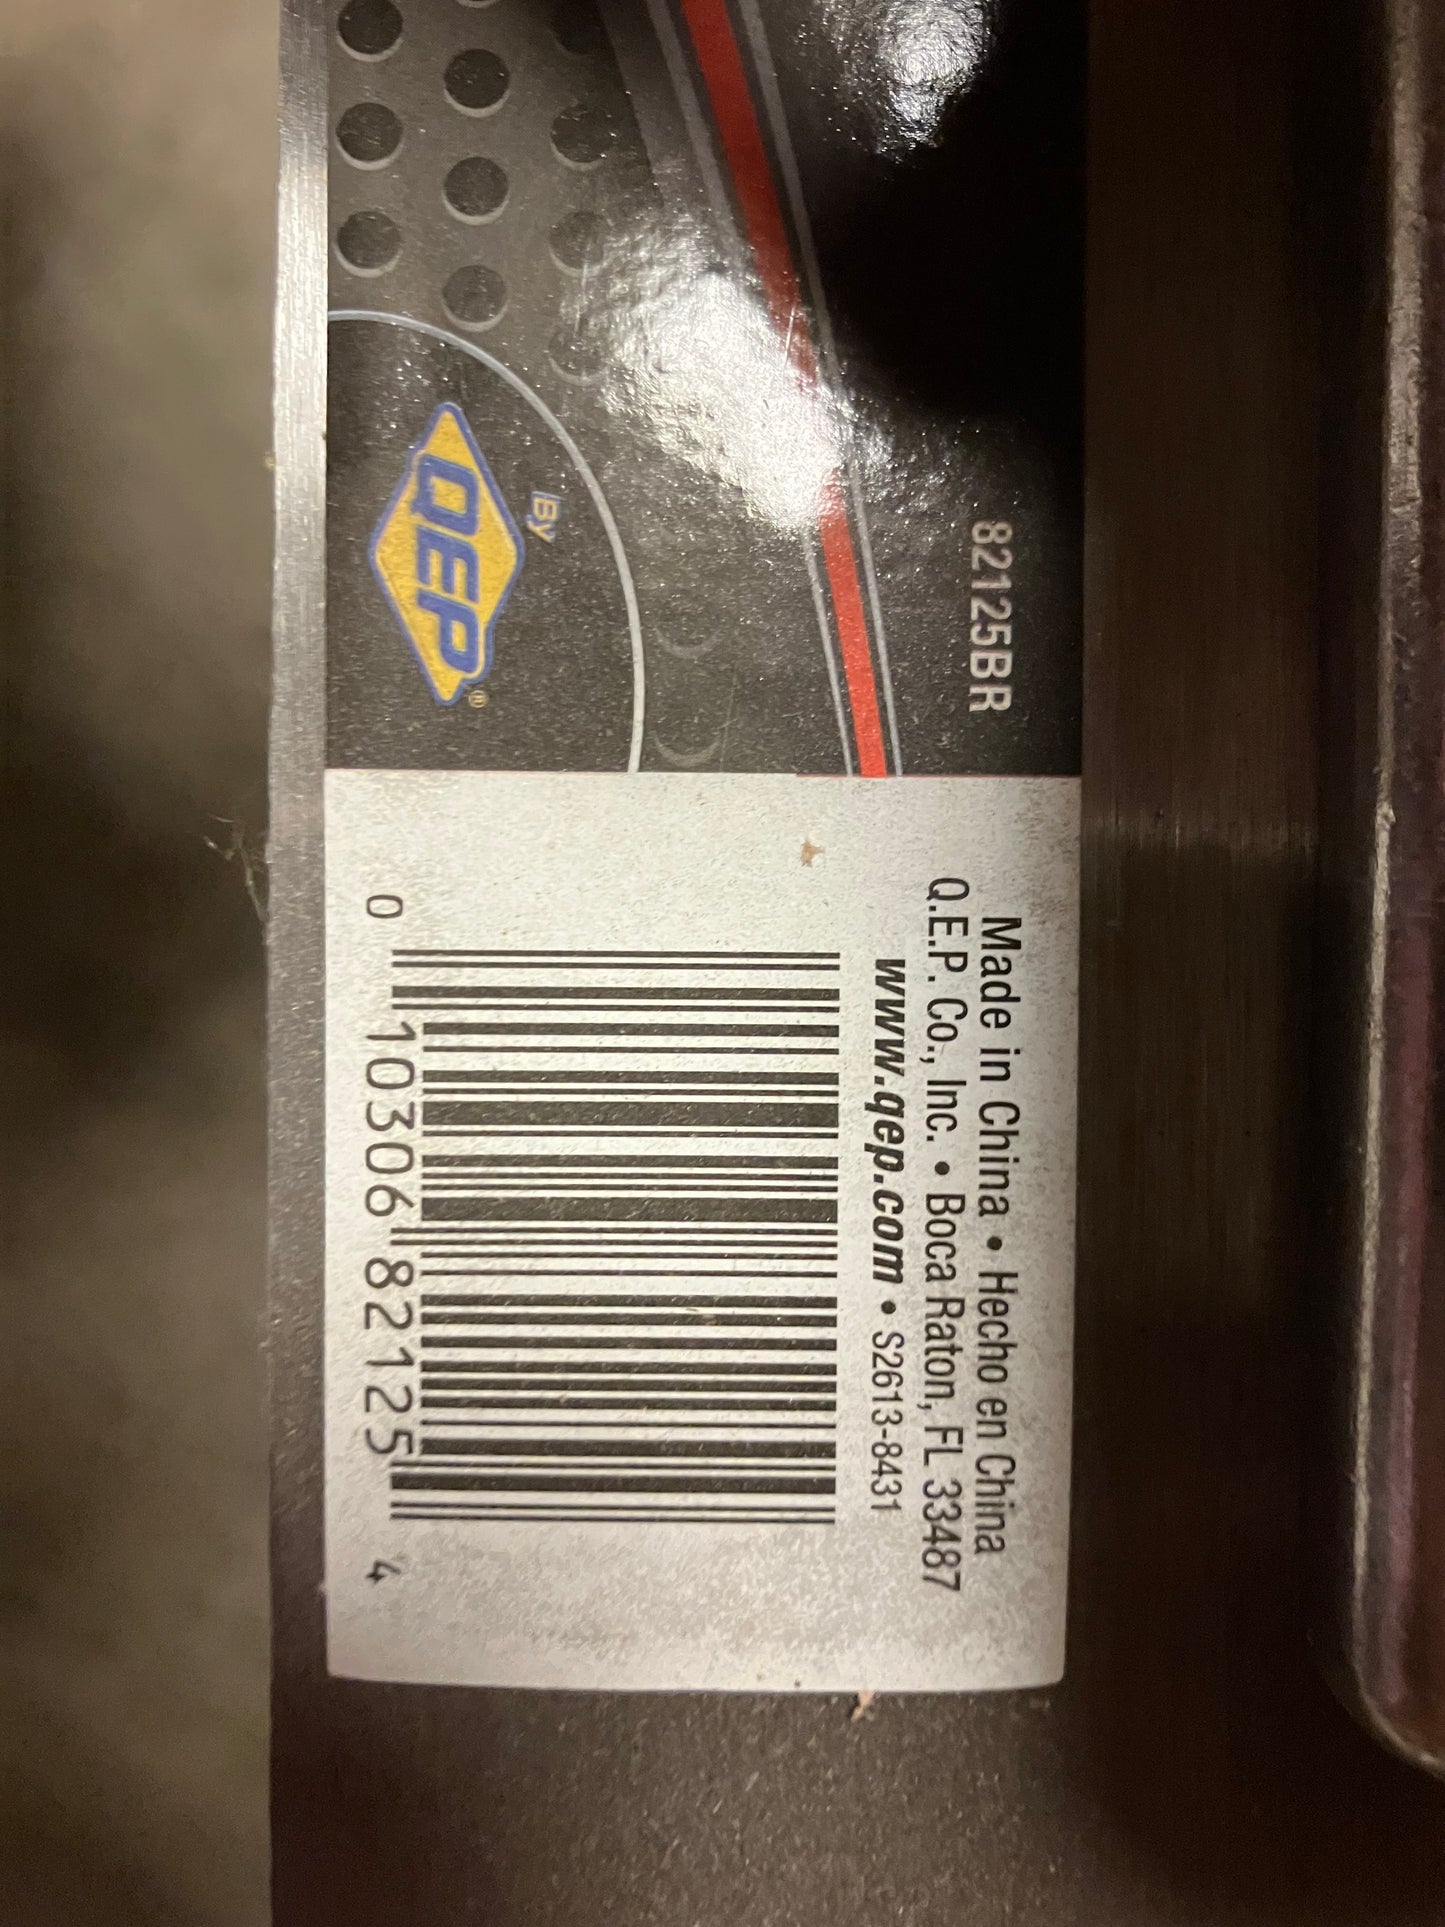 By
QEP®
82125BR
Made in China • Hecho en China
Q.E.P. Co., Inc. • Boca Raton, FL 33487
www.qep.com • S2613-8431
0 10306 82125 4